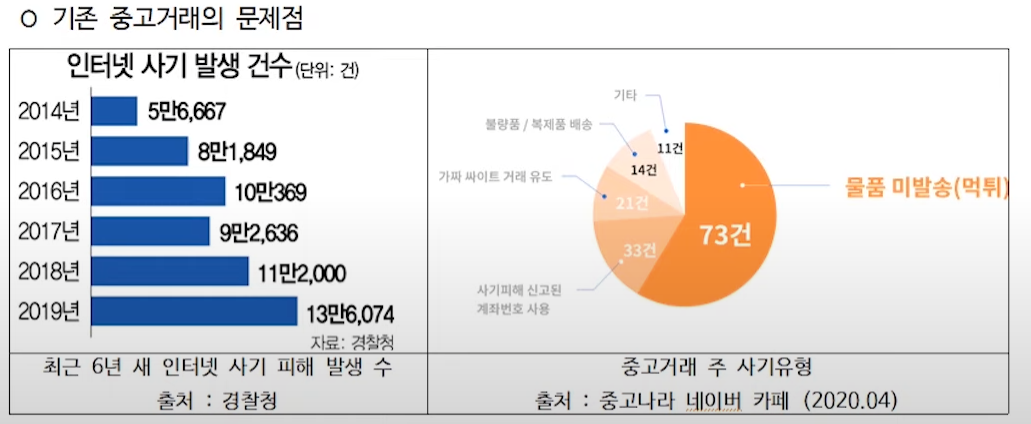 ㅇ 기존 중고거래의 문제점
인터넷 사기 발생 건수 (단위: 건)
2014년 5만6,667
2015년 8만1,849
2016년 10만369
2017년 9만2,636
2018년 11만2,000
2019년 13만6,074
자료: 경찰청
최근 6년 새 인터넷 사기 피해 발생 수
출처 : 경찰청
기타
11건
불량품 / 복제품 배송
14건
가짜 싸이트 거래 유도
21건
물품 미발송(먹튀)
73건
33건
사기피해 신고된
계좌번호 사용
중고거래 주 사기유형
출처 : 중고나라 네이버 카페 (2020.04)